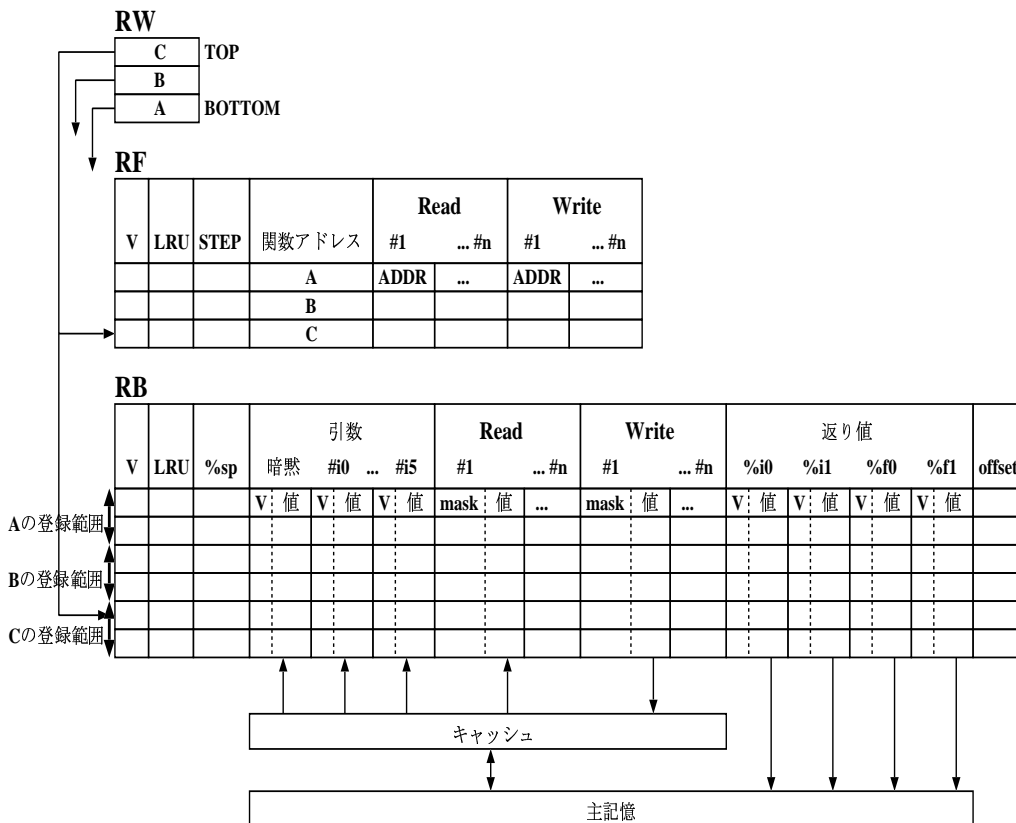 RW
C TOP
B
A BOTTOM
RF
Read Write
V LRU STEP 関数アドレス #1 ... #n #1 ... #n
A ADDR ... ADDR ...
B
C
RB
引数 Read Write 返り値
V LRU %sp 暗黙 #i0 ... #i5 #1 ... #n #1 ... #n %i0 %i1 %f0 %f1 offset
V 値 V 値 V 値 mask 値 ... mask 値 ... V 値 V 値 V 値 V 値
Aの登録範囲
Bの登録範囲
Cの登録範囲
キャッシュ
主記憶